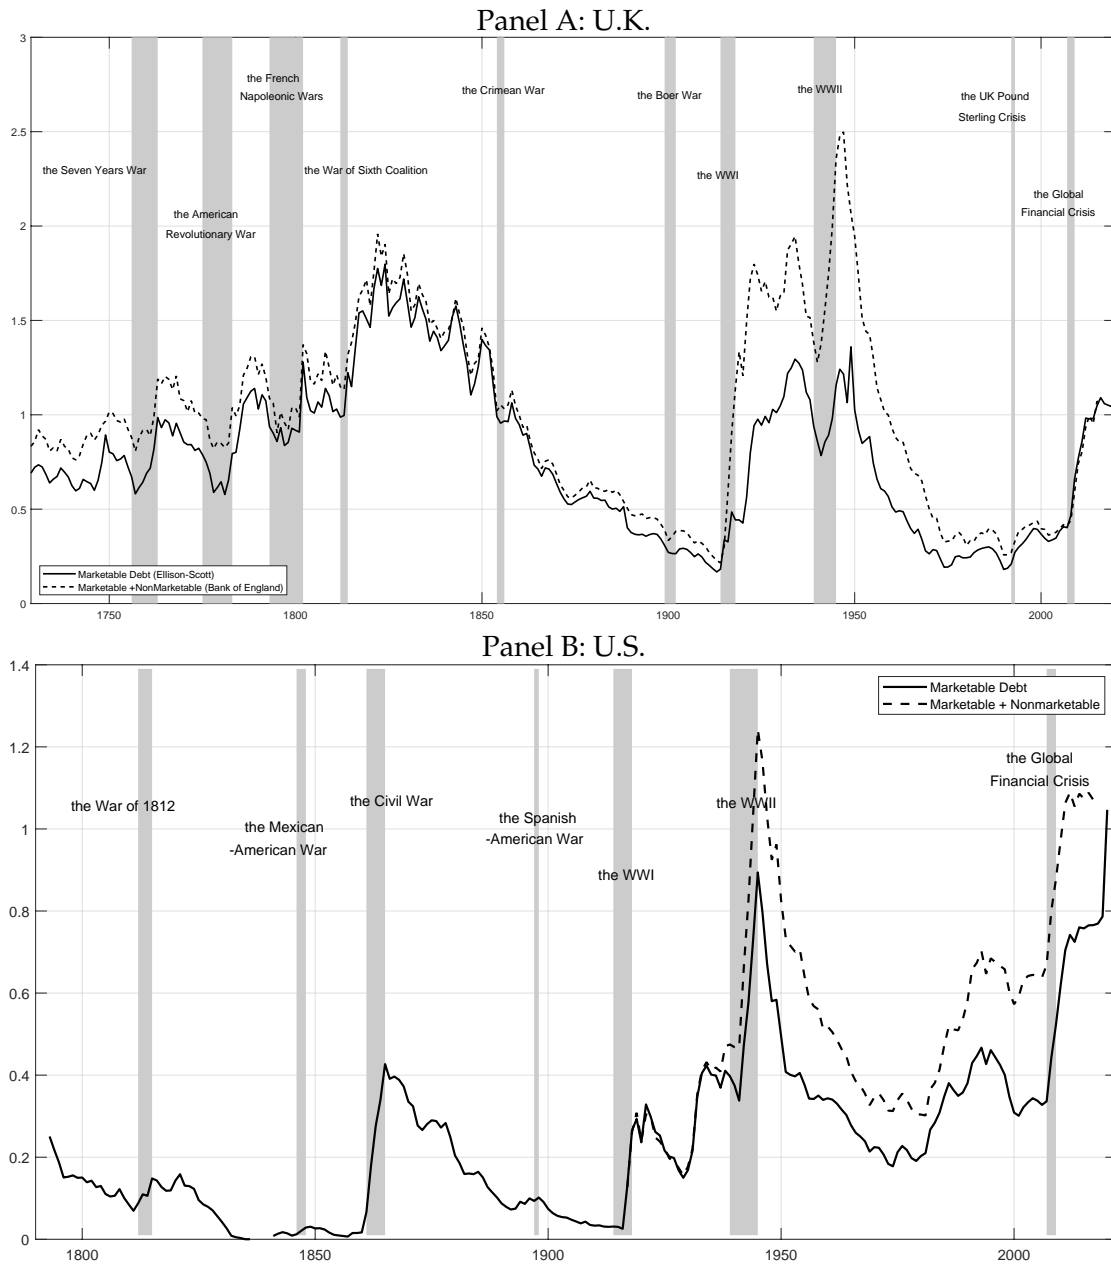 Panel A: U.K.
3
2.5
2
1.5
1
0.5
0
the French
Napoleonic Wars
the Crimean War
the Boer War
the WWII
the UK Pound
Sterling Crisis
the Seven Years War
the War of Sixth Coalition
the WWI
the American
Revolutionary War
the Global
Financial Crisis
Marketable Debt (Ellison-Scott)
Marketable +NonMarketable (Bank of England)
1750
1800
1850
1900
1950
2000
Panel B: U.S.
1.4
1.2
1
0.8
0.6
0.4
0.2
0
Marketable Debt
Marketable + Nonmarketable
the Global
Financial Crisis
the War of 1812
the Civil War
the WWII
the Mexican
-American War
the Spanish
-American War
the WWI
1800
1850
1900
1950
2000